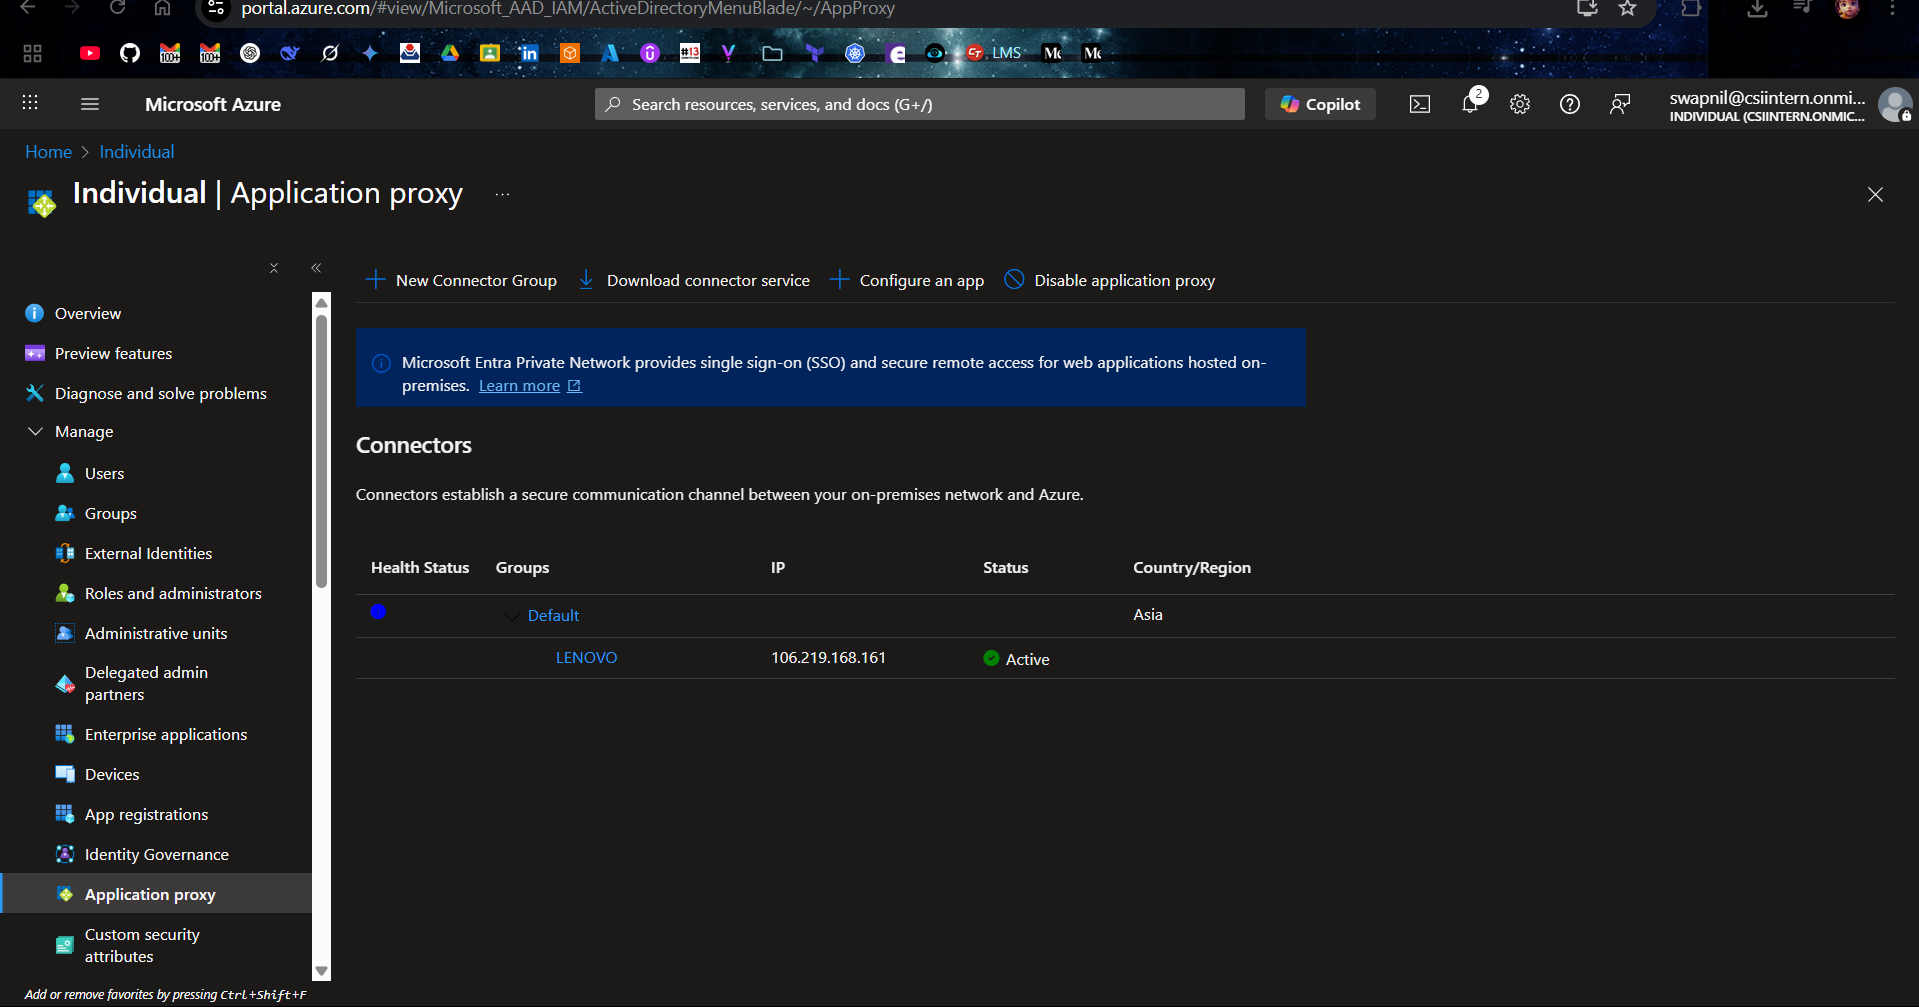 portal.azure.com/#view/Microsoft_AAD_IAM/ActiveDirectoryMenuBlade/~/AppProxy
100+
100+
#13
LMS
Microsoft Azure
Search resources, services, and docs (G+/)
Copilot
2
swapnil@csiintern.onmi...
INDIVIDUAL (CSIINTERN.ONMIC...
Home > Individual
Individual | Application proxy
...
New Connector Group
Download connector service
Configure an app
Disable application proxy
Overview
Preview features
Diagnose and solve problems
Manage
Users
Groups
External Identities
Roles and administrators
Administrative units
Delegated admin
partners
Enterprise applications
Devices
App registrations
Identity Governance
Application proxy
Custom security
attributes
Add or remove favorites by pressing Ctrl+Shift+F
Microsoft Entra Private Network provides single sign-on (SSO) and secure remote access for web applications hosted on-
premises. Learn more
Connectors
Connectors establish a secure communication channel between your on-premises network and Azure.
Health Status Groups IP Status Country/Region
Default Asia
LENOVO 106.219.168.161 Active